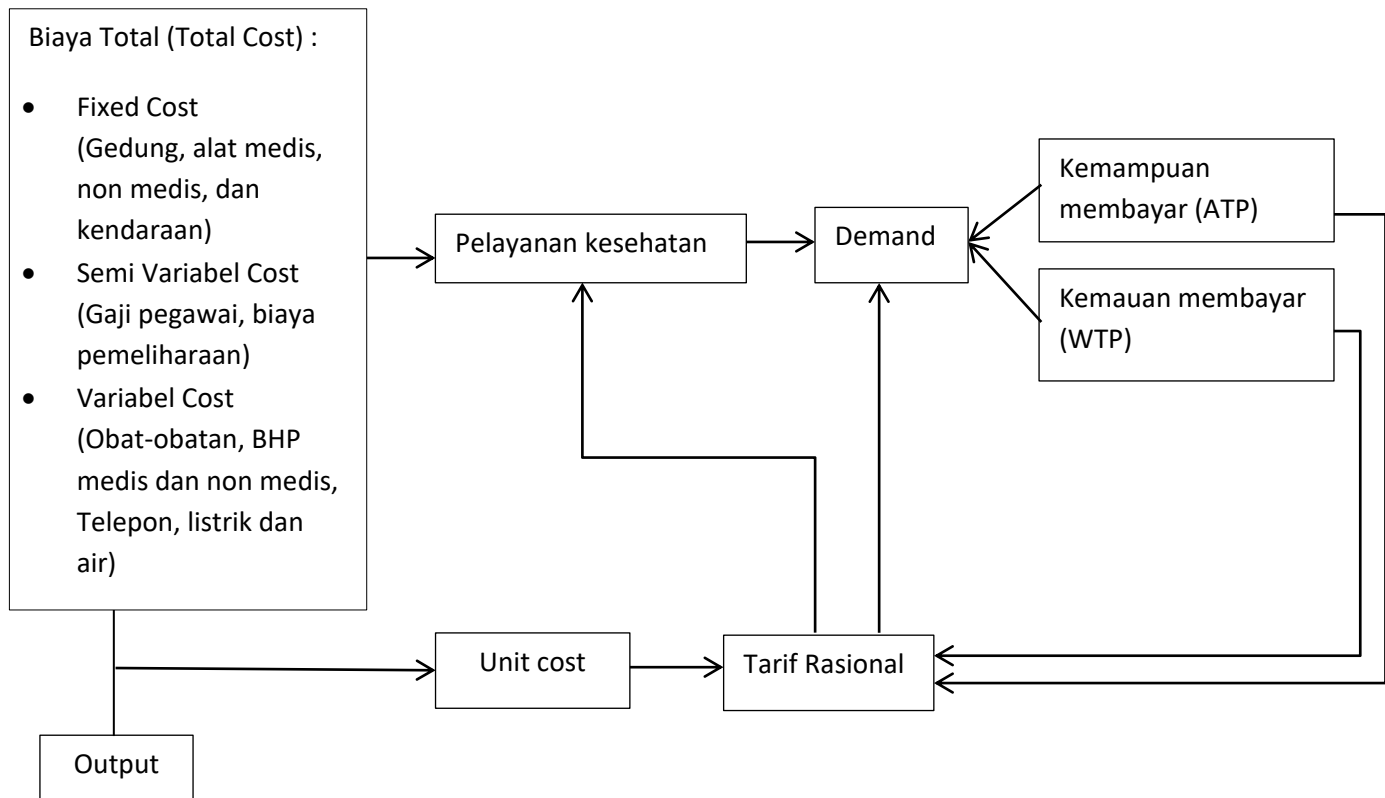 Biaya Total (Total Cost) :
• Fixed Cost
(Gedung, alat medis,
non medis, dan
kendaraan)
• Semi Variabel Cost
(Gaji pegawai, biaya
pemeliharaan)
• Variabel Cost
(Obat-obatan, BHP
medis dan non medis,
Telepon, listrik dan
air)
Pelayanan kesehatan
Demand
Kemampuan
membayar (ATP)
Kemauan membayar
(WTP)
Unit cost
Tarif Rasional
Output